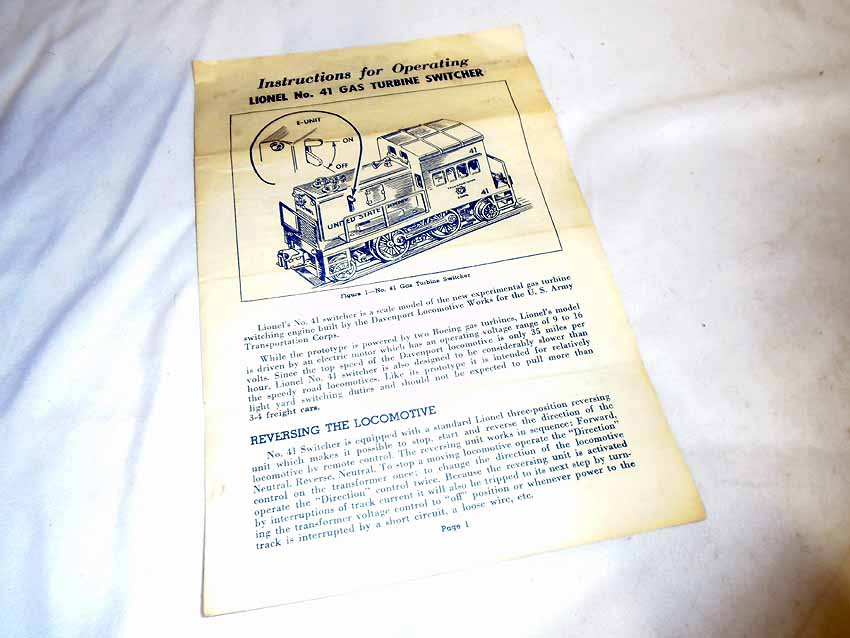 Instructions for Operating
LIONEL No. 41 GAS TURBINE SWITCHER
E-UNIT
ON
OFF
41
41
UNITED STATES ARMY
Figure 1—No. 41 Gas Turbine Switcher
Lionel's No. 41 switcher is a scale model of the new experimental gas turbine
switching engine built by the Davenport Locomotive Works for the U. S. Army
Transportation Corps.
While the prototype is powered by two Boeing gas turbines, Lionel's model
is driven by an electric motor which has an operating voltage range of 9 to 16
volts. Since the top speed of the Davenport locomotive is only 35 miles per
hour, Lionel No. 41 switcher is also designed to be considerably slower than
the speedy road locomotives. Like its prototype it is intended for relatively
light yard switching duties and should not be expected to pull more than
3-4 freight cars.
REVERSING THE LOCOMOTIVE
No. 41 Switcher is equipped with a standard Lionel three-position reversing
unit which makes it possible to stop, start and reverse the direction of the
locomotive by remote control. The reversing unit works in sequence: Forward,
Neutral, Reverse, Neutral. To stop a moving locomotive operate the "Direction"
control on the transformer once; to change the direction of the locomotive
operate the "Direction" control twice. Because the reversing unit is activated
by interruptions of track current it will also be tripped to its next step by turn-
ing the transformer voltage control to "off" position or whenever power to the
track is interrupted by a short circuit, a loose wire, etc.
Page 1